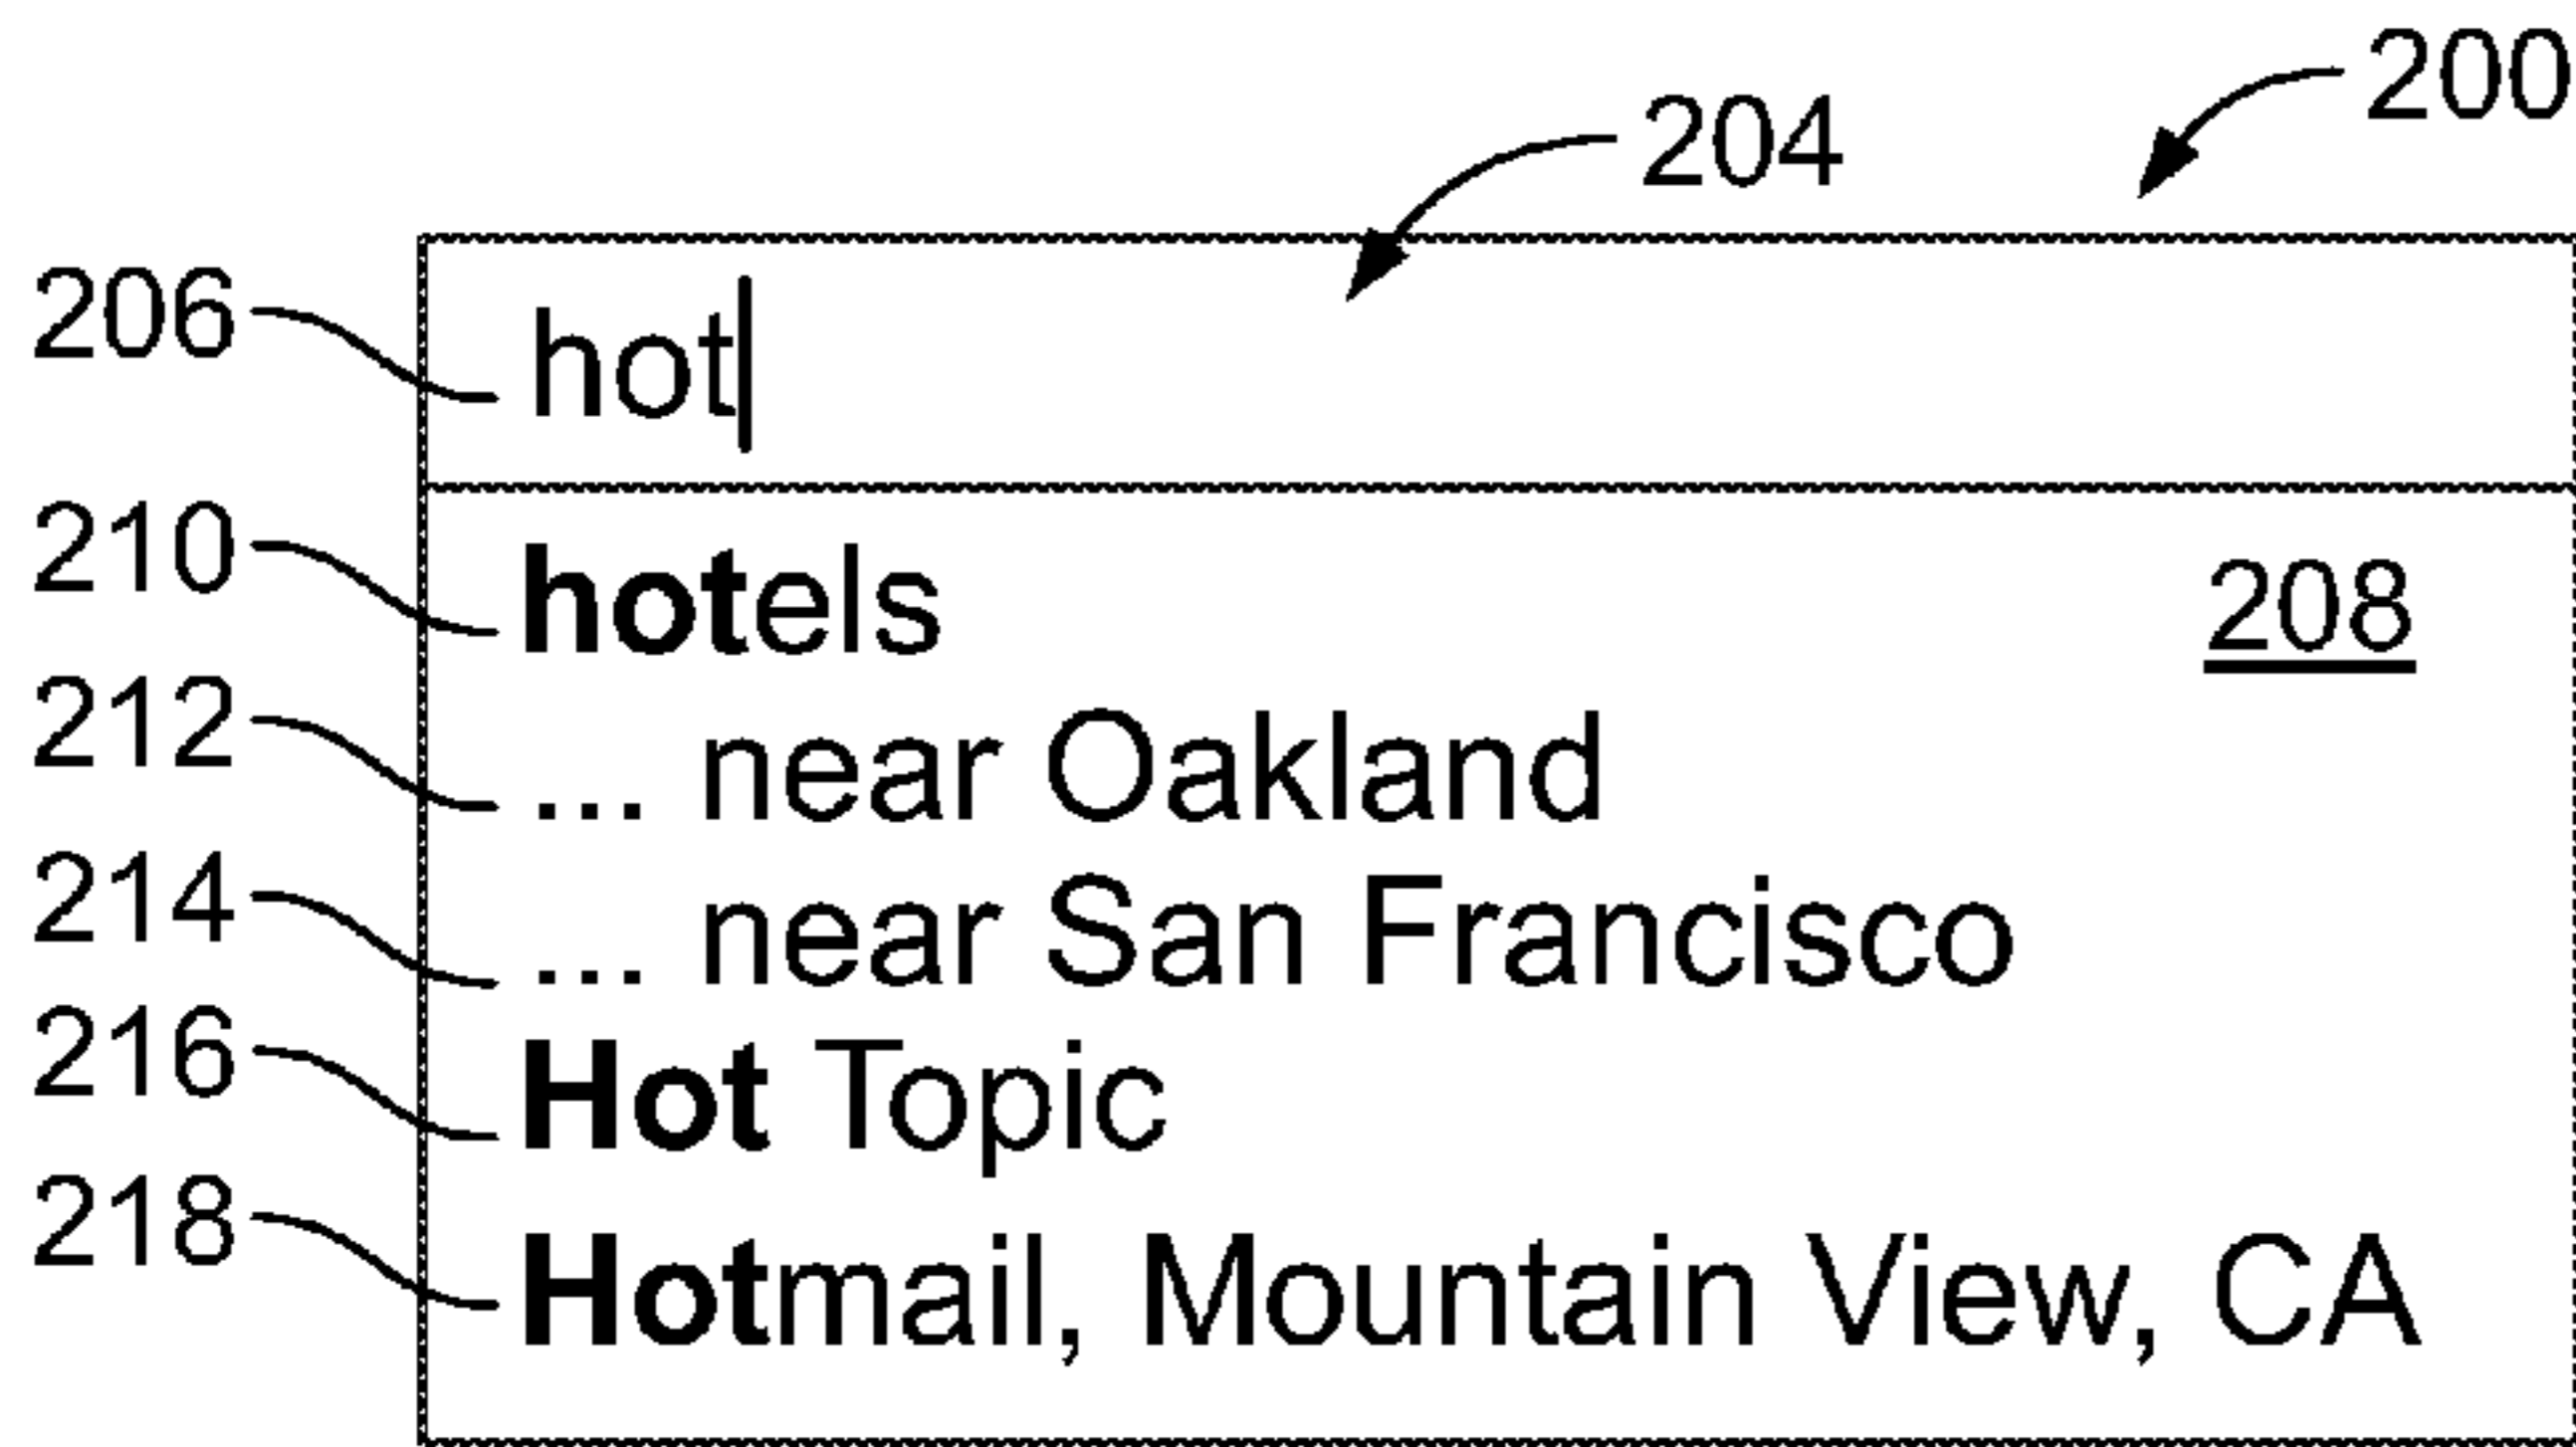 200
204
206 hot
210 hotels 208
212 ... near Oakland
214 ... near San Francisco
216 Hot Topic
218 Hotmail, Mountain View, CA